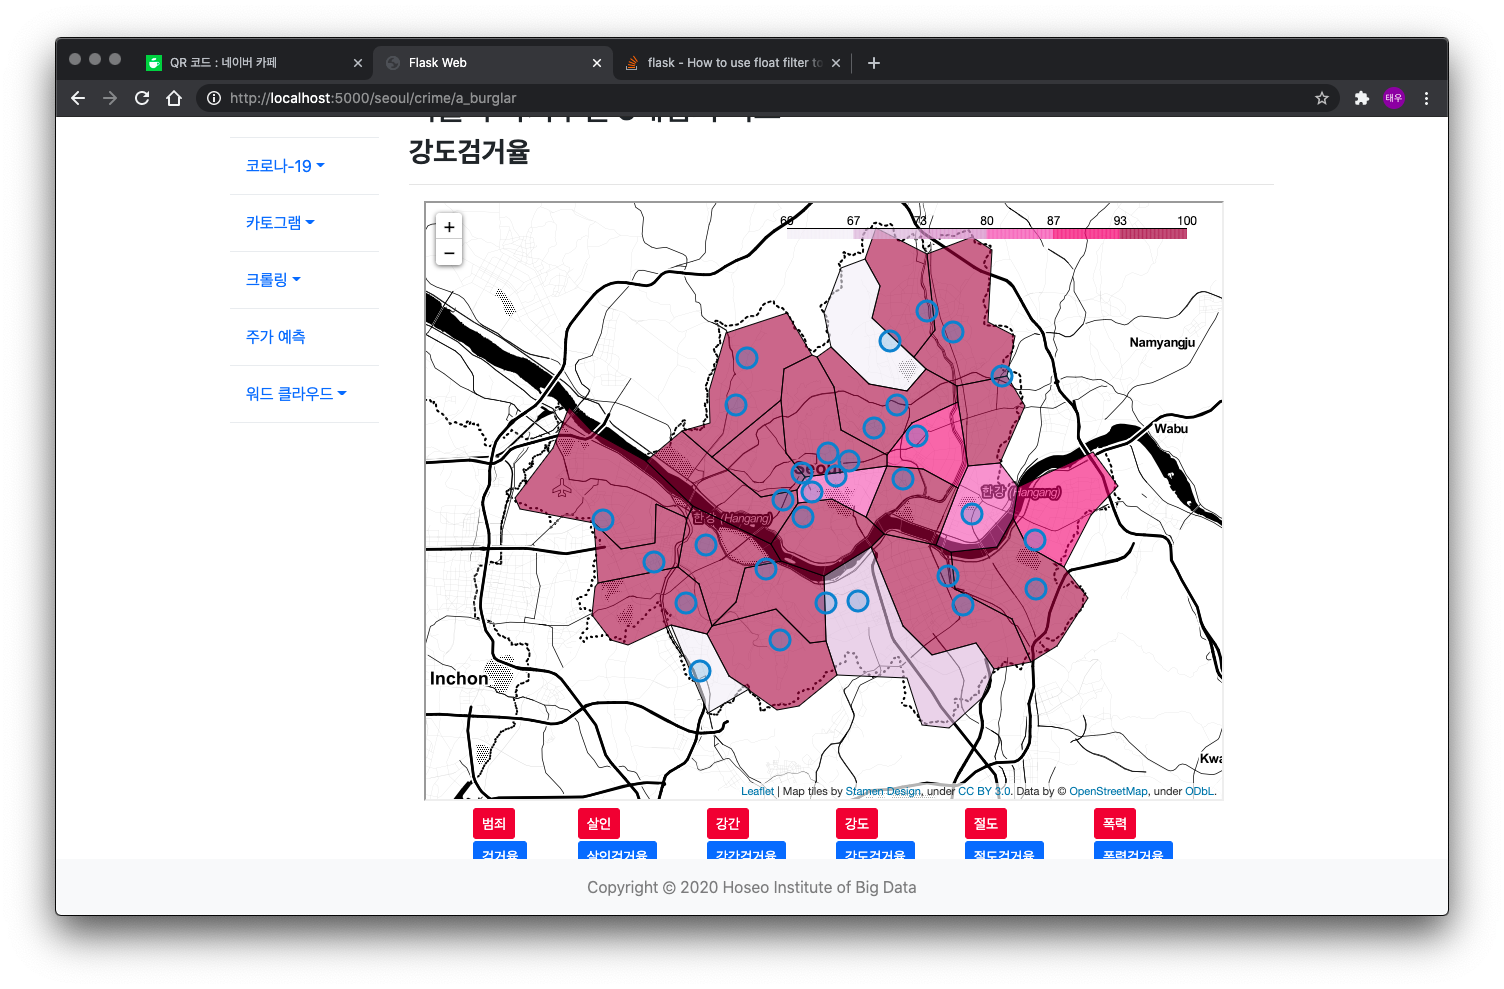 QR 코드 : 네이버 카페
Flask Web
flask - How to use float filter to
http://localhost:5000/seoul/crime/a_burglar
태우
강도검거율
코로나-19
카토그램
크롤링
주가 예측
워드 클라우드
+
−
60 67 73 80 87 93 100
Namyangju
Wabu
Seoul
한강 (Hangang)
한강 (Hangang)
Inchon
Kwa
Leaflet | Map tiles by Stamen Design, under CC BY 3.0. Data by © OpenStreetMap, under ODbL.
범죄 살인 강간 강도 절도 폭력
검거율 살인검거율 강간검거율 강도검거율 절도검거율 폭력검거율
Copyright © 2020 Hoseo Institute of Big Data